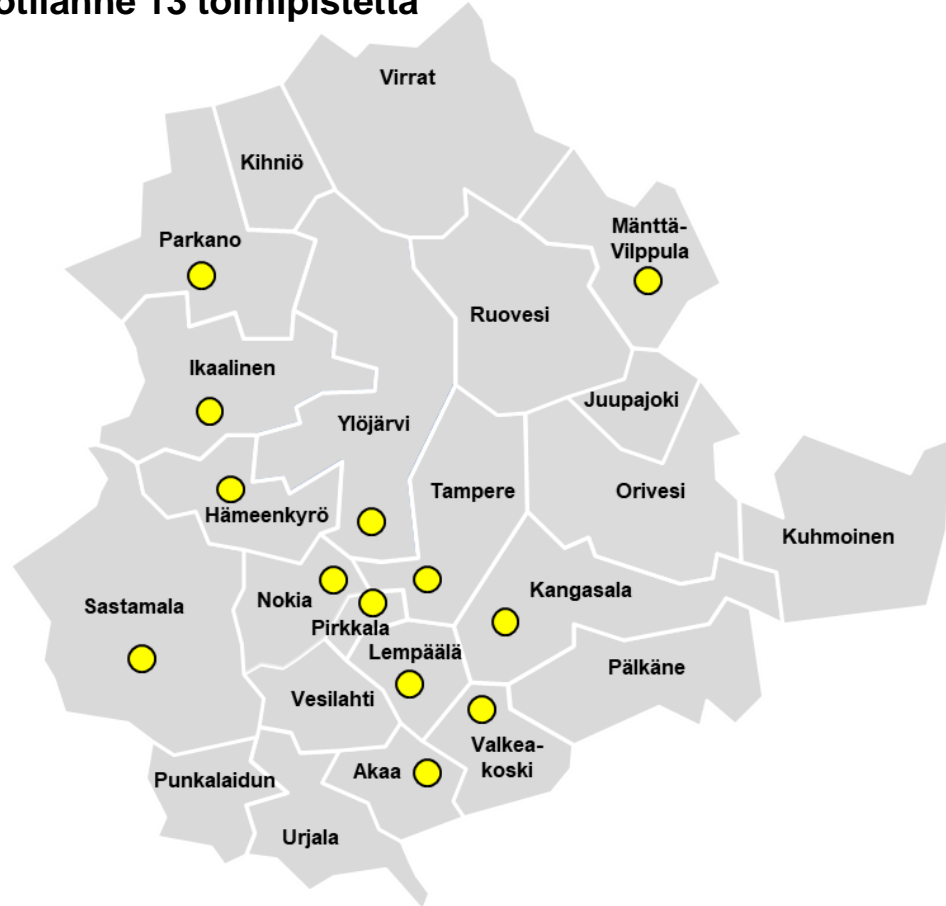 otilanne 13 toimipistettä
Virrat
Kihniö
Parkano
Mänttä-
Vilppula
Ruovesi
Ikaalinen
Juupajoki
Ylöjärvi
Tampere
Orivesi
Hämeenkyrö
Kuhmoinen
Kangasala
Nokia
Sastamala
Pirkkala
Lempäälä
Pälkäne
Vesilahti
Valkea-
koski
Akaa
Punkalaidun
Urjala